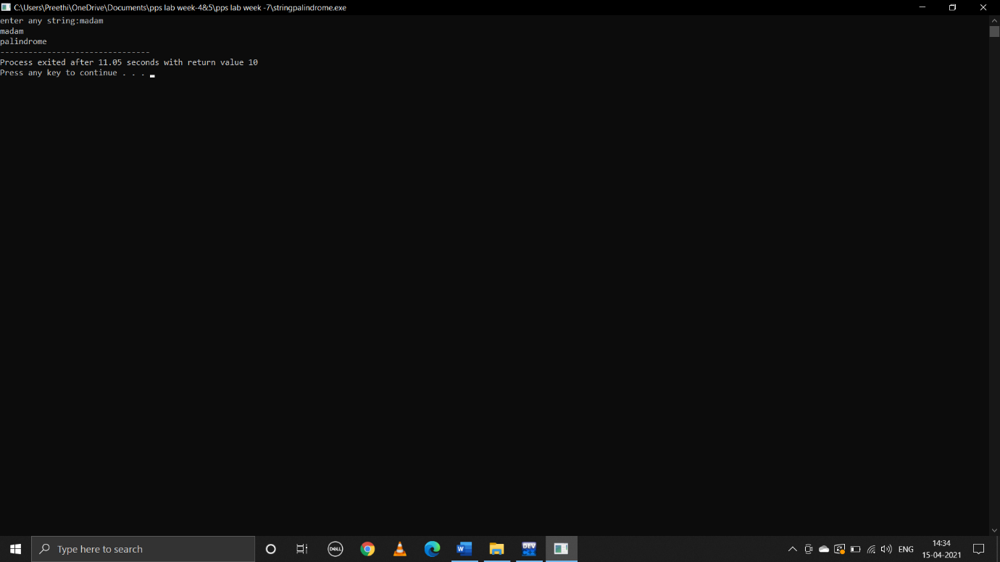 C:\Users\Preethi\OneDrive\Documents\pps lab week-4&5\pps lab week -7\stringpalindrome.exe
enter any string:madam
madam
palindrome
--------------------------------
Process exited after 11.05 seconds with return value 10
Press any key to continue . . .
Type here to search
DELL
W
DEV
C++
ENG
14:34
15-04-2021